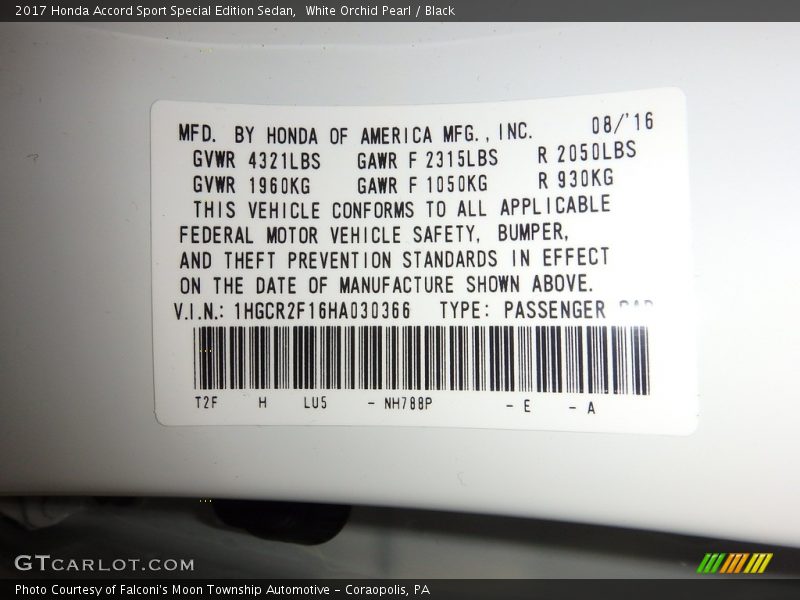 2017 Honda Accord Sport Special Edition Sedan,  White Orchid Pearl / Black
MFD. BY HONDA OF AMERICA MFG., INC. 08/'16
GVWR 4321LBS GAWR F 2315LBS R 2050LBS
GVWR 1960KG GAWR F 1050KG R 930KG
THIS VEHICLE CONFORMS TO ALL APPLICABLE
FEDERAL MOTOR VEHICLE SAFETY, BUMPER,
AND THEFT PREVENTION STANDARDS IN EFFECT
ON THE DATE OF MANUFACTURE SHOWN ABOVE.
V.I.N.: 1HGCR2F16HA030366 TYPE: PASSENGER
T2F H LU5 - NH788P - E - A
GTCARLOT.COM
Photo Courtesy of Falconi's Moon Township Automotive - Coraopolis, PA